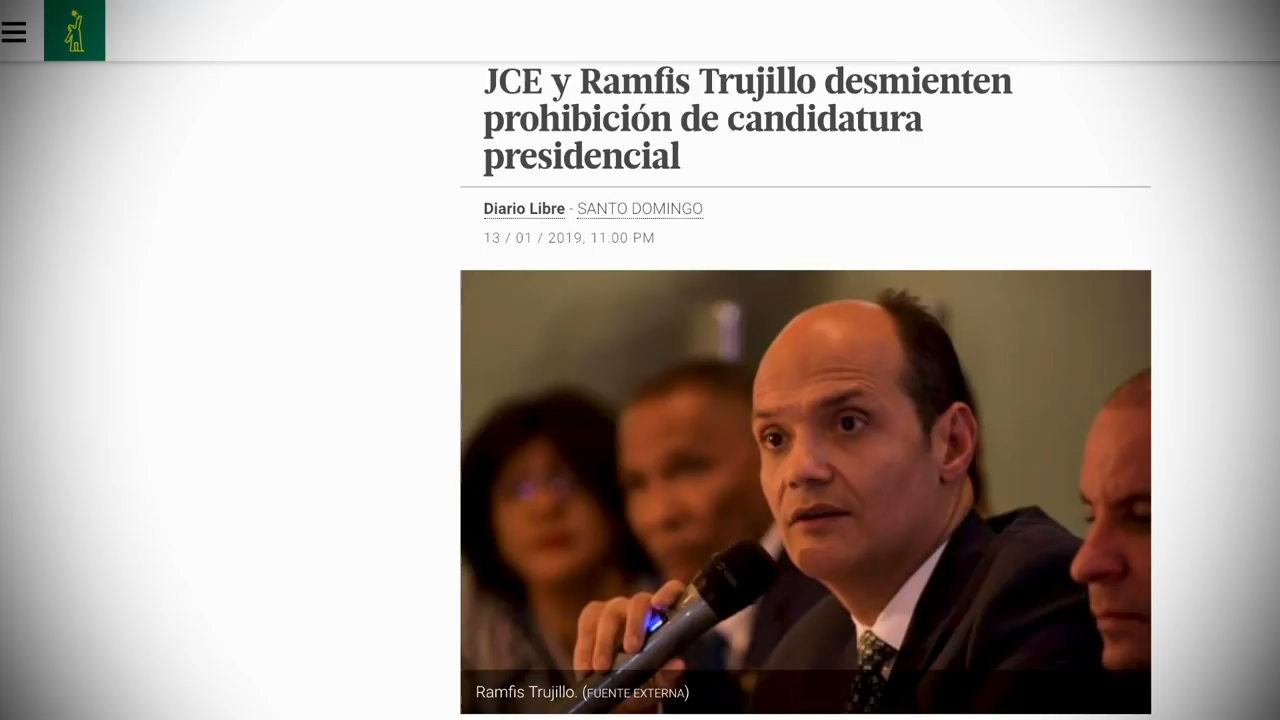 JCE y Ramfis Trujillo desmienten
prohibición de candidatura
presidencial
Diario Libre - SANTO DOMINGO
13 / 01 / 2019, 11:00 PM
Ramfis Trujillo. (FUENTE EXTERNA)